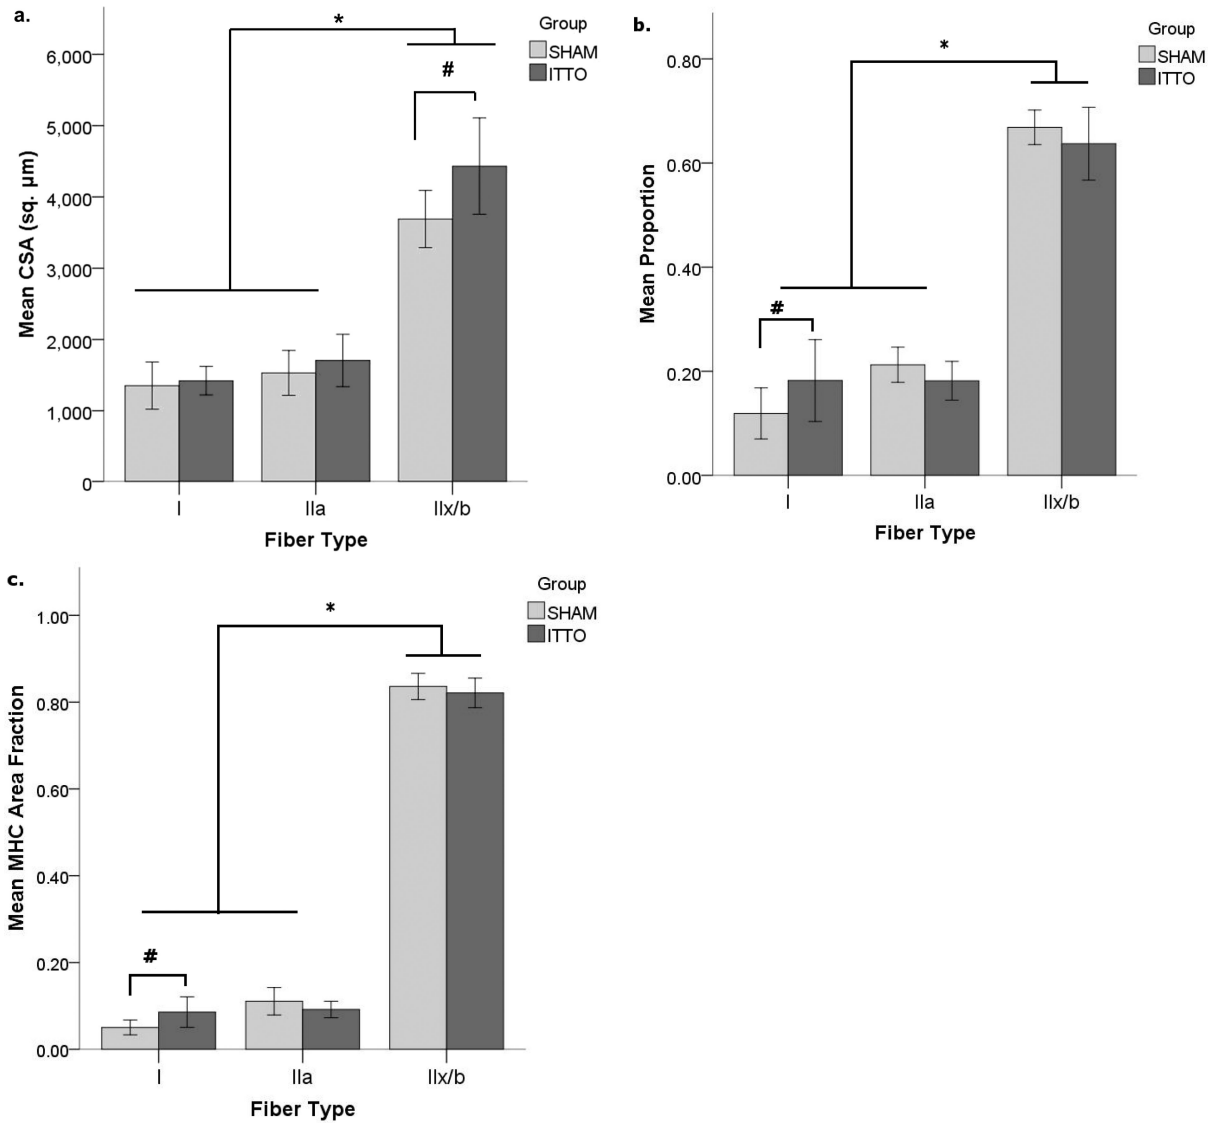 a.
*
Group
SHAM
ITTO
#
6,000
5,000
4,000
3,000
2,000
1,000
0
Mean CSA (sq. µm)
I
IIa
IIx/b
Fiber Type
b.
*
Group
SHAM
ITTO
#
0.80
0.60
0.40
0.20
0.00
Mean Proportion
I
IIa
IIx/b
Fiber Type
c.
*
Group
SHAM
ITTO
#
1.00
0.80
0.60
0.40
0.20
0.00
Mean MHC Area Fraction
I
IIa
IIx/b
Fiber Type